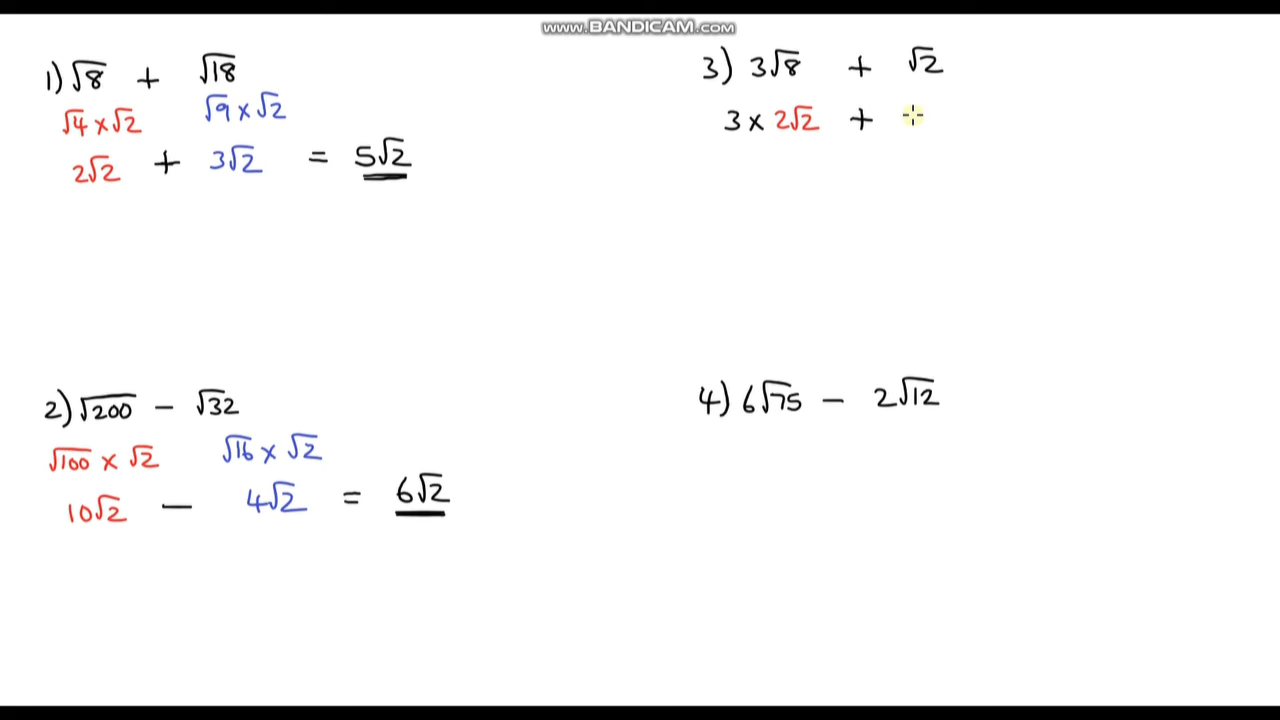 www.BANDICAM.com
1) √8 + √18
√4 × √2 √9 × √2
2√2 + 3√2 = 5√2
2) √200 - √32
√100 × √2 √16 × √2
10√2 - 4√2 = 6√2
3) 3√8 + √2
3 × 2√2 +
4) 6√75 - 2√12